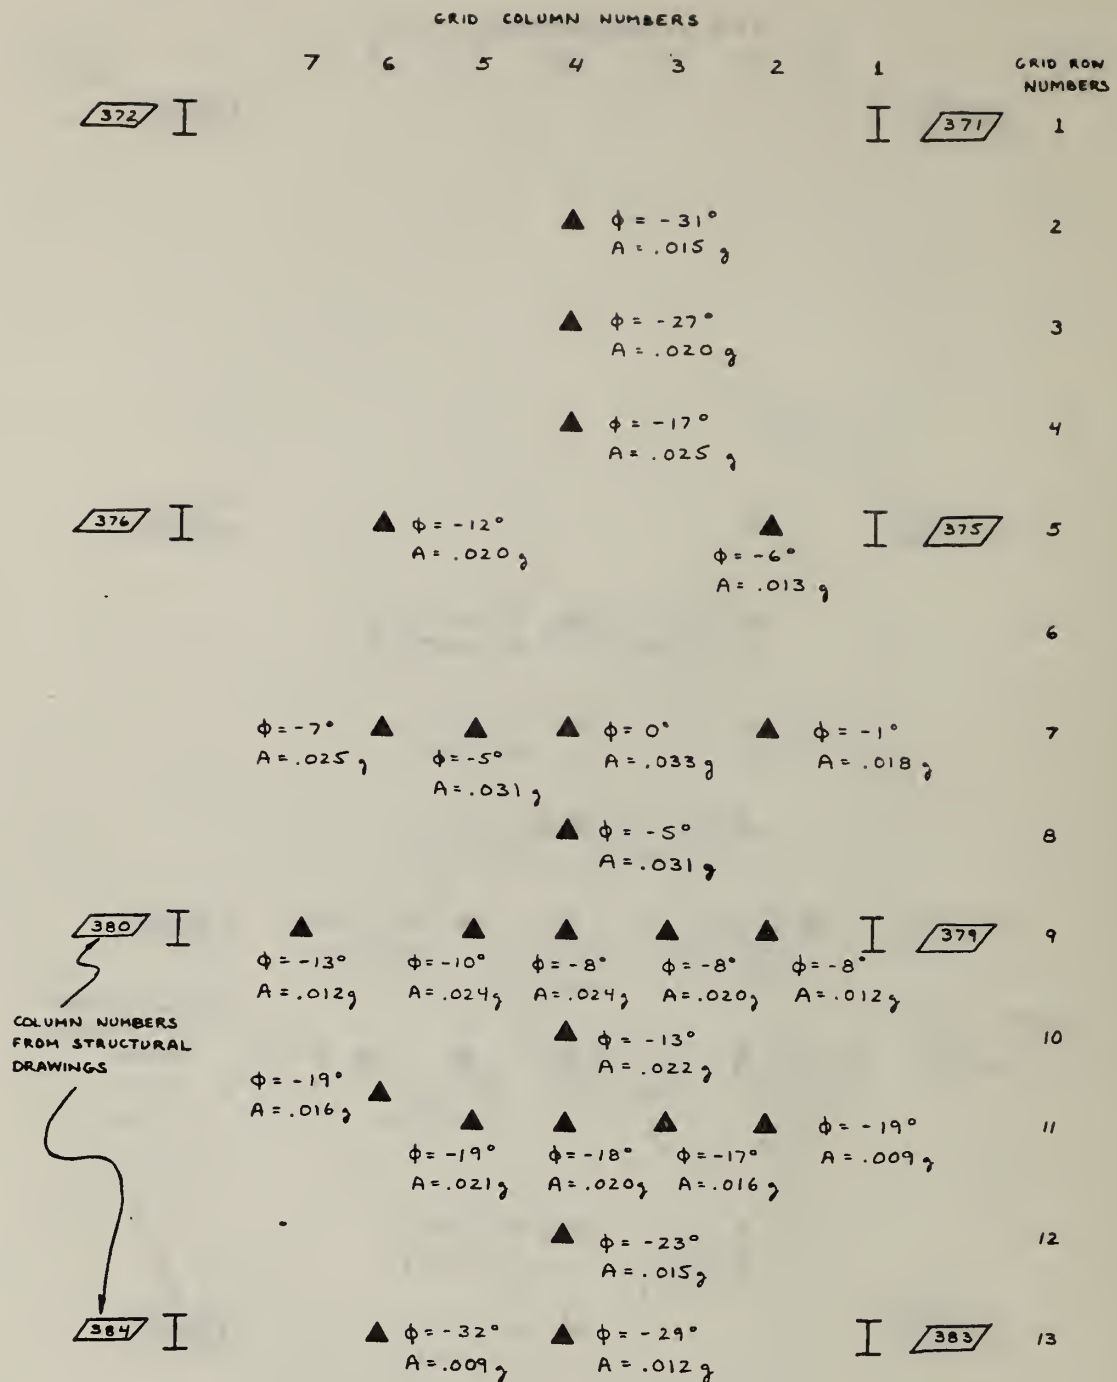 GRID COLUMN NUMBERS
7 6 5 4 3 2 1
GRID ROW
NUMBERS
372
371
1
ϕ = -31°
A = .015 g
2
ϕ = -27°
A = .020 g
3
ϕ = -17°
A = .025 g
4
376
ϕ = -12°
A = .020 g
ϕ = -6°
A = .013 g
375
5
6
ϕ = -7°
A = .025 g
ϕ = -5°
A = .031 g
ϕ = 0°
A = .033 g
ϕ = -1°
A = .018 g
7
ϕ = -5°
A = .031 g
8
380
379
9
ϕ = -13°
A = .012 g
ϕ = -10°
A = .024 g
ϕ = -8°
A = .024 g
ϕ = -8°
A = .020 g
ϕ = -8°
A = .012 g
COLUMN NUMBERS
FROM STRUCTURAL
DRAWINGS
ϕ = -13°
A = .022 g
10
ϕ = -19°
A = .016 g
ϕ = -19°
A = .021 g
ϕ = -18°
A = .020 g
ϕ = -17°
A = .016 g
ϕ = -19°
A = .009 g
11
ϕ = -23°
A = .015 g
12
384
ϕ = -32°
A = .009 g
ϕ = -29°
A = .012 g
383
13